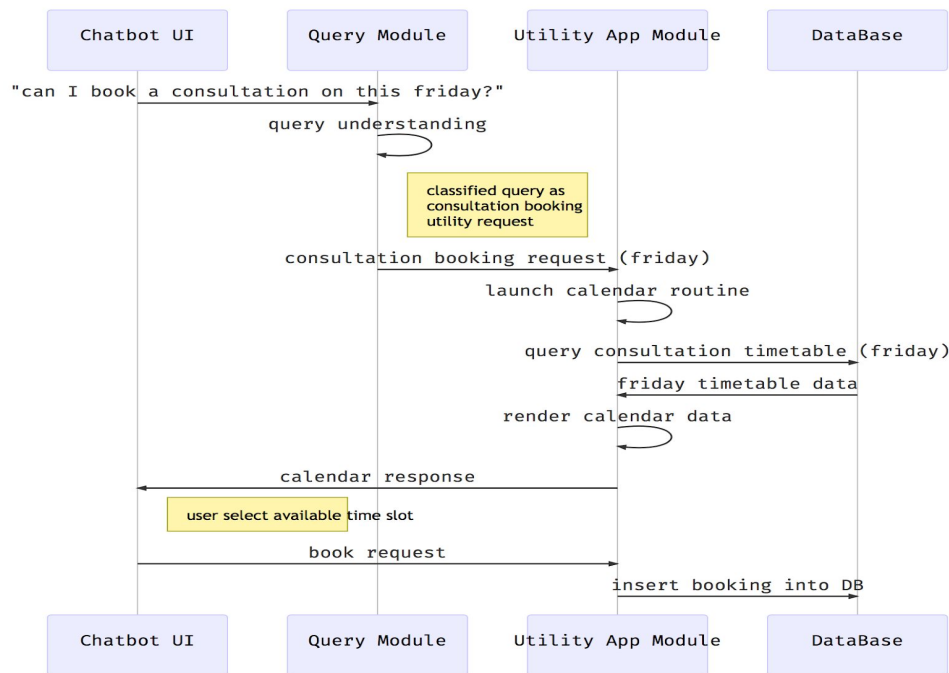 Chatbot UI
Query Module
Utility App Module
DataBase
"can I book a consultation on this friday?"
query understanding
classified query as
consultation booking
utility request
consultation booking request (friday)
launch calendar routine
query consultation timetable (friday)
friday timetable data
render calendar data
calendar response
user select available time slot
book request
insert booking into DB
Chatbot UI
Query Module
Utility App Module
DataBase